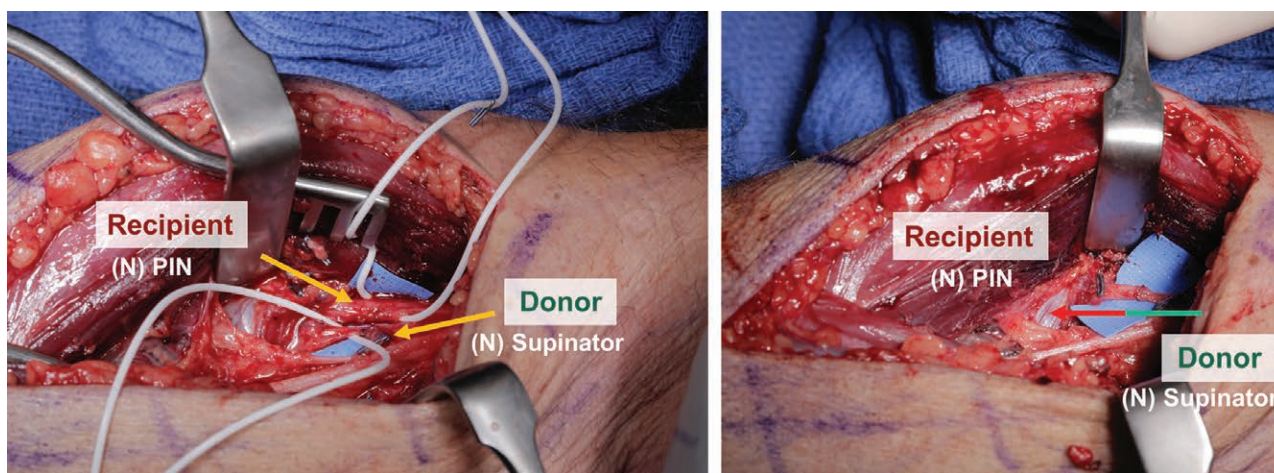 Recipient
(N) PIN
Donor
(N) Supinator
Recipient
(N) PIN
Donor
(N) Supinator